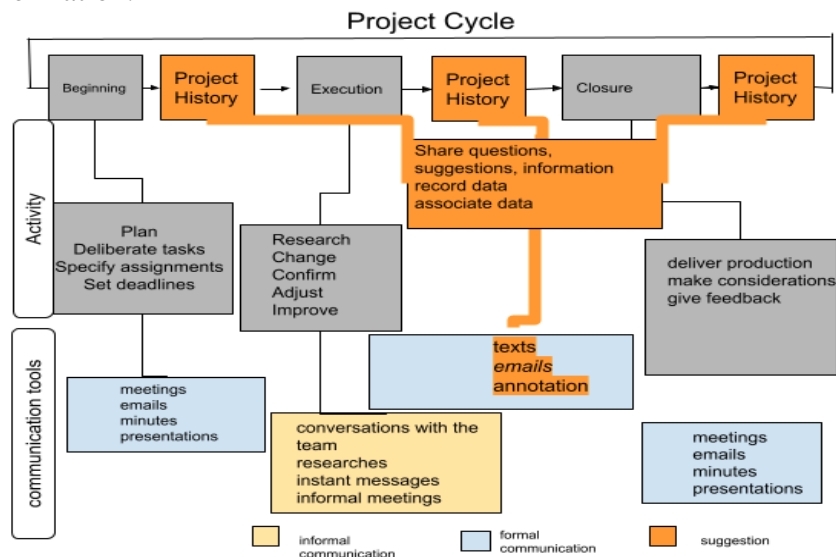 Project Cycle
Beginning
Project
History
Execution
Project
History
Closure
Project
History
Activity
Share questions,
suggestions, information
record data
associate data
Plan
Deliberate tasks
Specify assignments
Set deadlines
Research
Change
Confirm
Adjust
Improve
deliver production
make considerations
give feedback
communication tools
texts
emails
annotation
meetings
emails
minutes
presentations
conversations with the
team
researches
instant messages
informal meetings
meetings
emails
minutes
presentations
informal
communication
formal
communication
suggestion